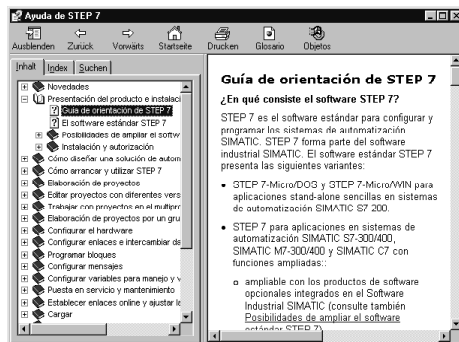 Ayuda de STEP 7
Ausblenden Zurück Vorwärts Startseite Drucken Glosario Objetos
Inhalt Index Suchen
Novedades
Presentación del producto e instalaci
Guía de orientación de STEP 7
El software estándar STEP 7
Posibilidades de ampliar el softw
Instalación y autorización
Cómo diseñar una solución de autom
Cómo arrancar y utilizar STEP 7
Elaboración de proyectos
Editar proyectos con diferentes vers
Trabajar con proyectos en el multipro
Elaboración de proyectos por un gru
Configurar el hardware
Configurar enlaces e intercambiar da
Programar bloques
Configurar mensajes
Configurar variables para manejo y v
Puesta en servicio y mantenimiento
Establecer enlaces online y ajustar la
Cargar
Guía de orientación de STEP 7
¿En qué consiste el software STEP 7?
STEP 7 es el software estándar para configurar y
programar los sistemas de automatización
SIMATIC. STEP 7 forma parte del software
industrial SIMATIC. El software estándar STEP 7
presenta las siguientes variantes:
• STEP 7-Micro/DOS y STEP 7-Micro/WIN para
aplicaciones stand-alone sencillas en sistemas
de automatización SIMATIC S7 200.
• STEP 7 para aplicaciones en sistemas de
automatización SIMATIC S7-300/400,
SIMATIC M7-300/400 y SIMATIC C7 con
funciones ampliadas::
o ampliable con los productos de software
opcionales integrados en el Software
Industrial SIMATIC (consulte también
Posibilidades de ampliar el software
estándar STEP 7)